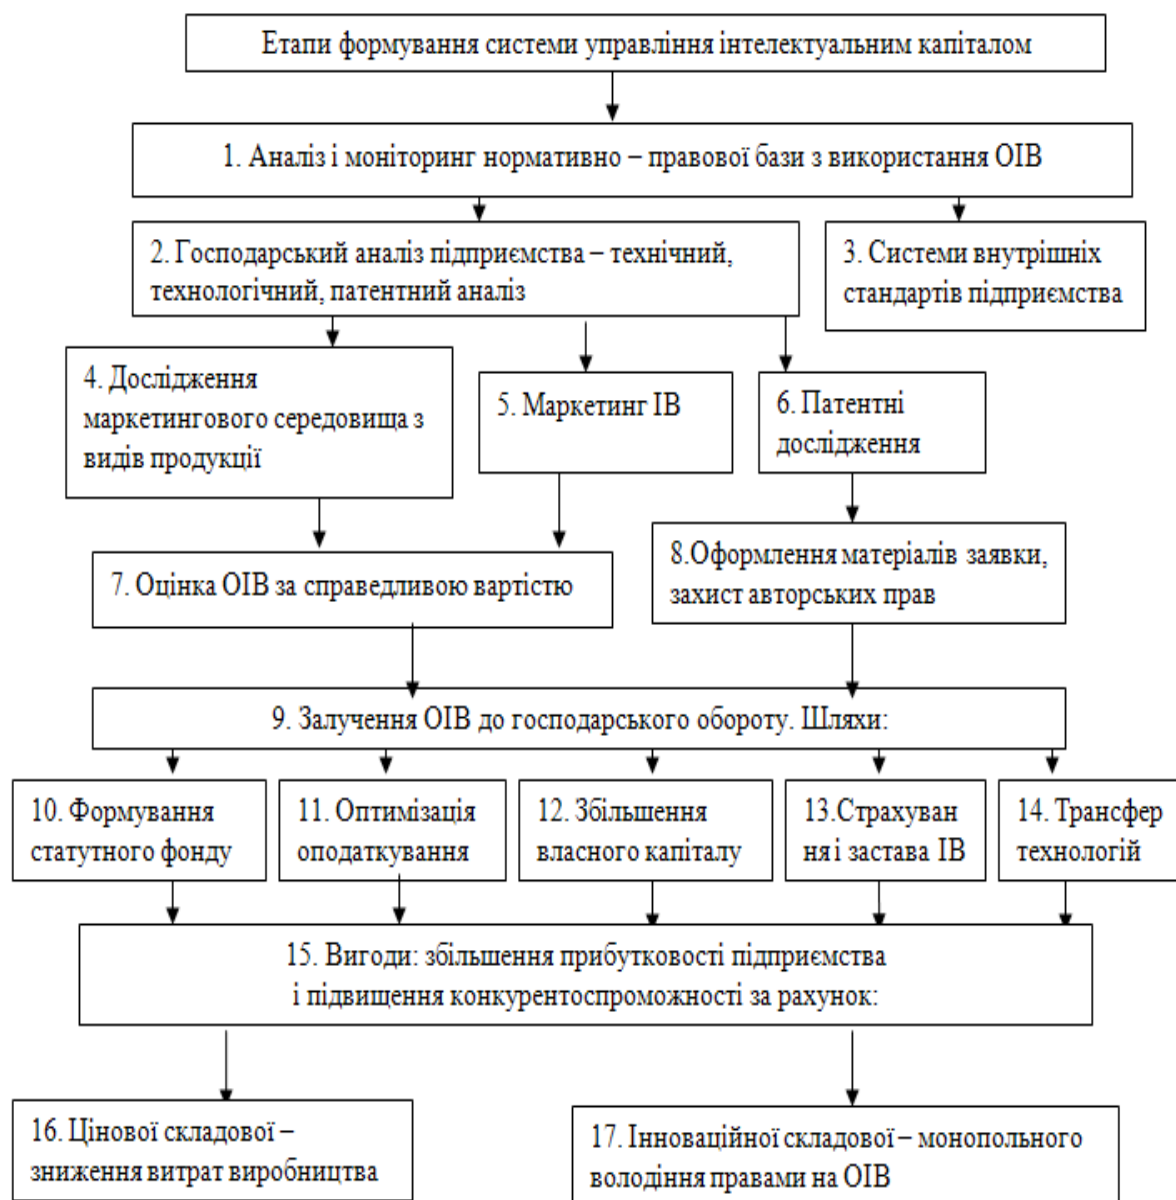 Етапи формування системи управління інтелектуальним капіталом
1. Аналіз і моніторинг нормативно – правової бази з використання ОІВ
2. Господарський аналіз підприємства – технічний,
технологічний, патентний аналіз
3. Системи внутрішніх
стандартів підприємства
4. Дослідження
маркетингового середовища з
видів продукції
5. Маркетинг ІВ
6. Патентні
дослідження
7. Оцінка ОІВ за справедливою вартістю
8.Оформлення матеріалів заявки,
захист авторських прав
9. Залучення ОІВ до господарського обороту. Шляхи:
10. Формування
статутного фонду
11. Оптимізація
оподаткування
12. Збільшення
власного капіталу
13.Страхуван
ня і застава ІВ
14. Трансфер
технологій
15. Вигоди: збільшення прибутковості підприємства
і підвищення конкурентоспроможності за рахунок:
16. Цінової складової –
зниження витрат виробництва
17. Інноваційної складової – монопольного
володіння правами на ОІВ